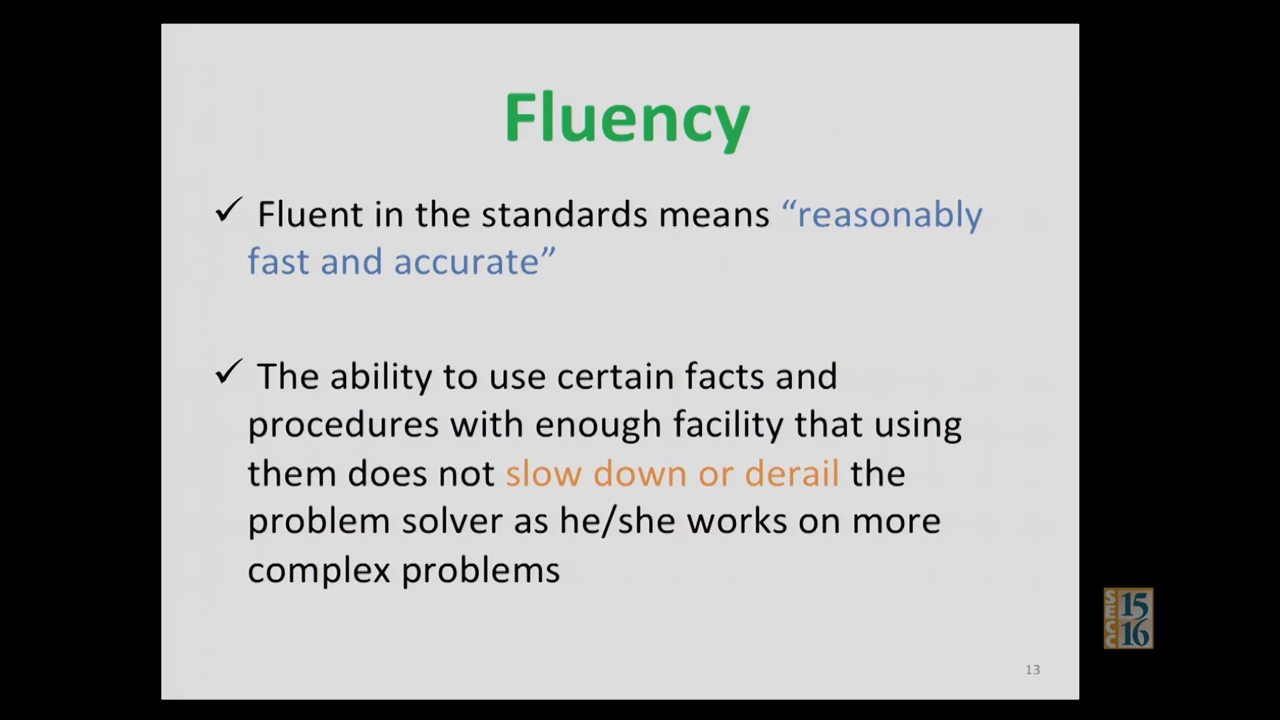 Fluency
✓ Fluent in the standards means “reasonably
fast and accurate”
✓ The ability to use certain facts and
procedures with enough facility that using
them does not slow down or derail the
problem solver as he/she works on more
complex problems
SECC
15
16
13